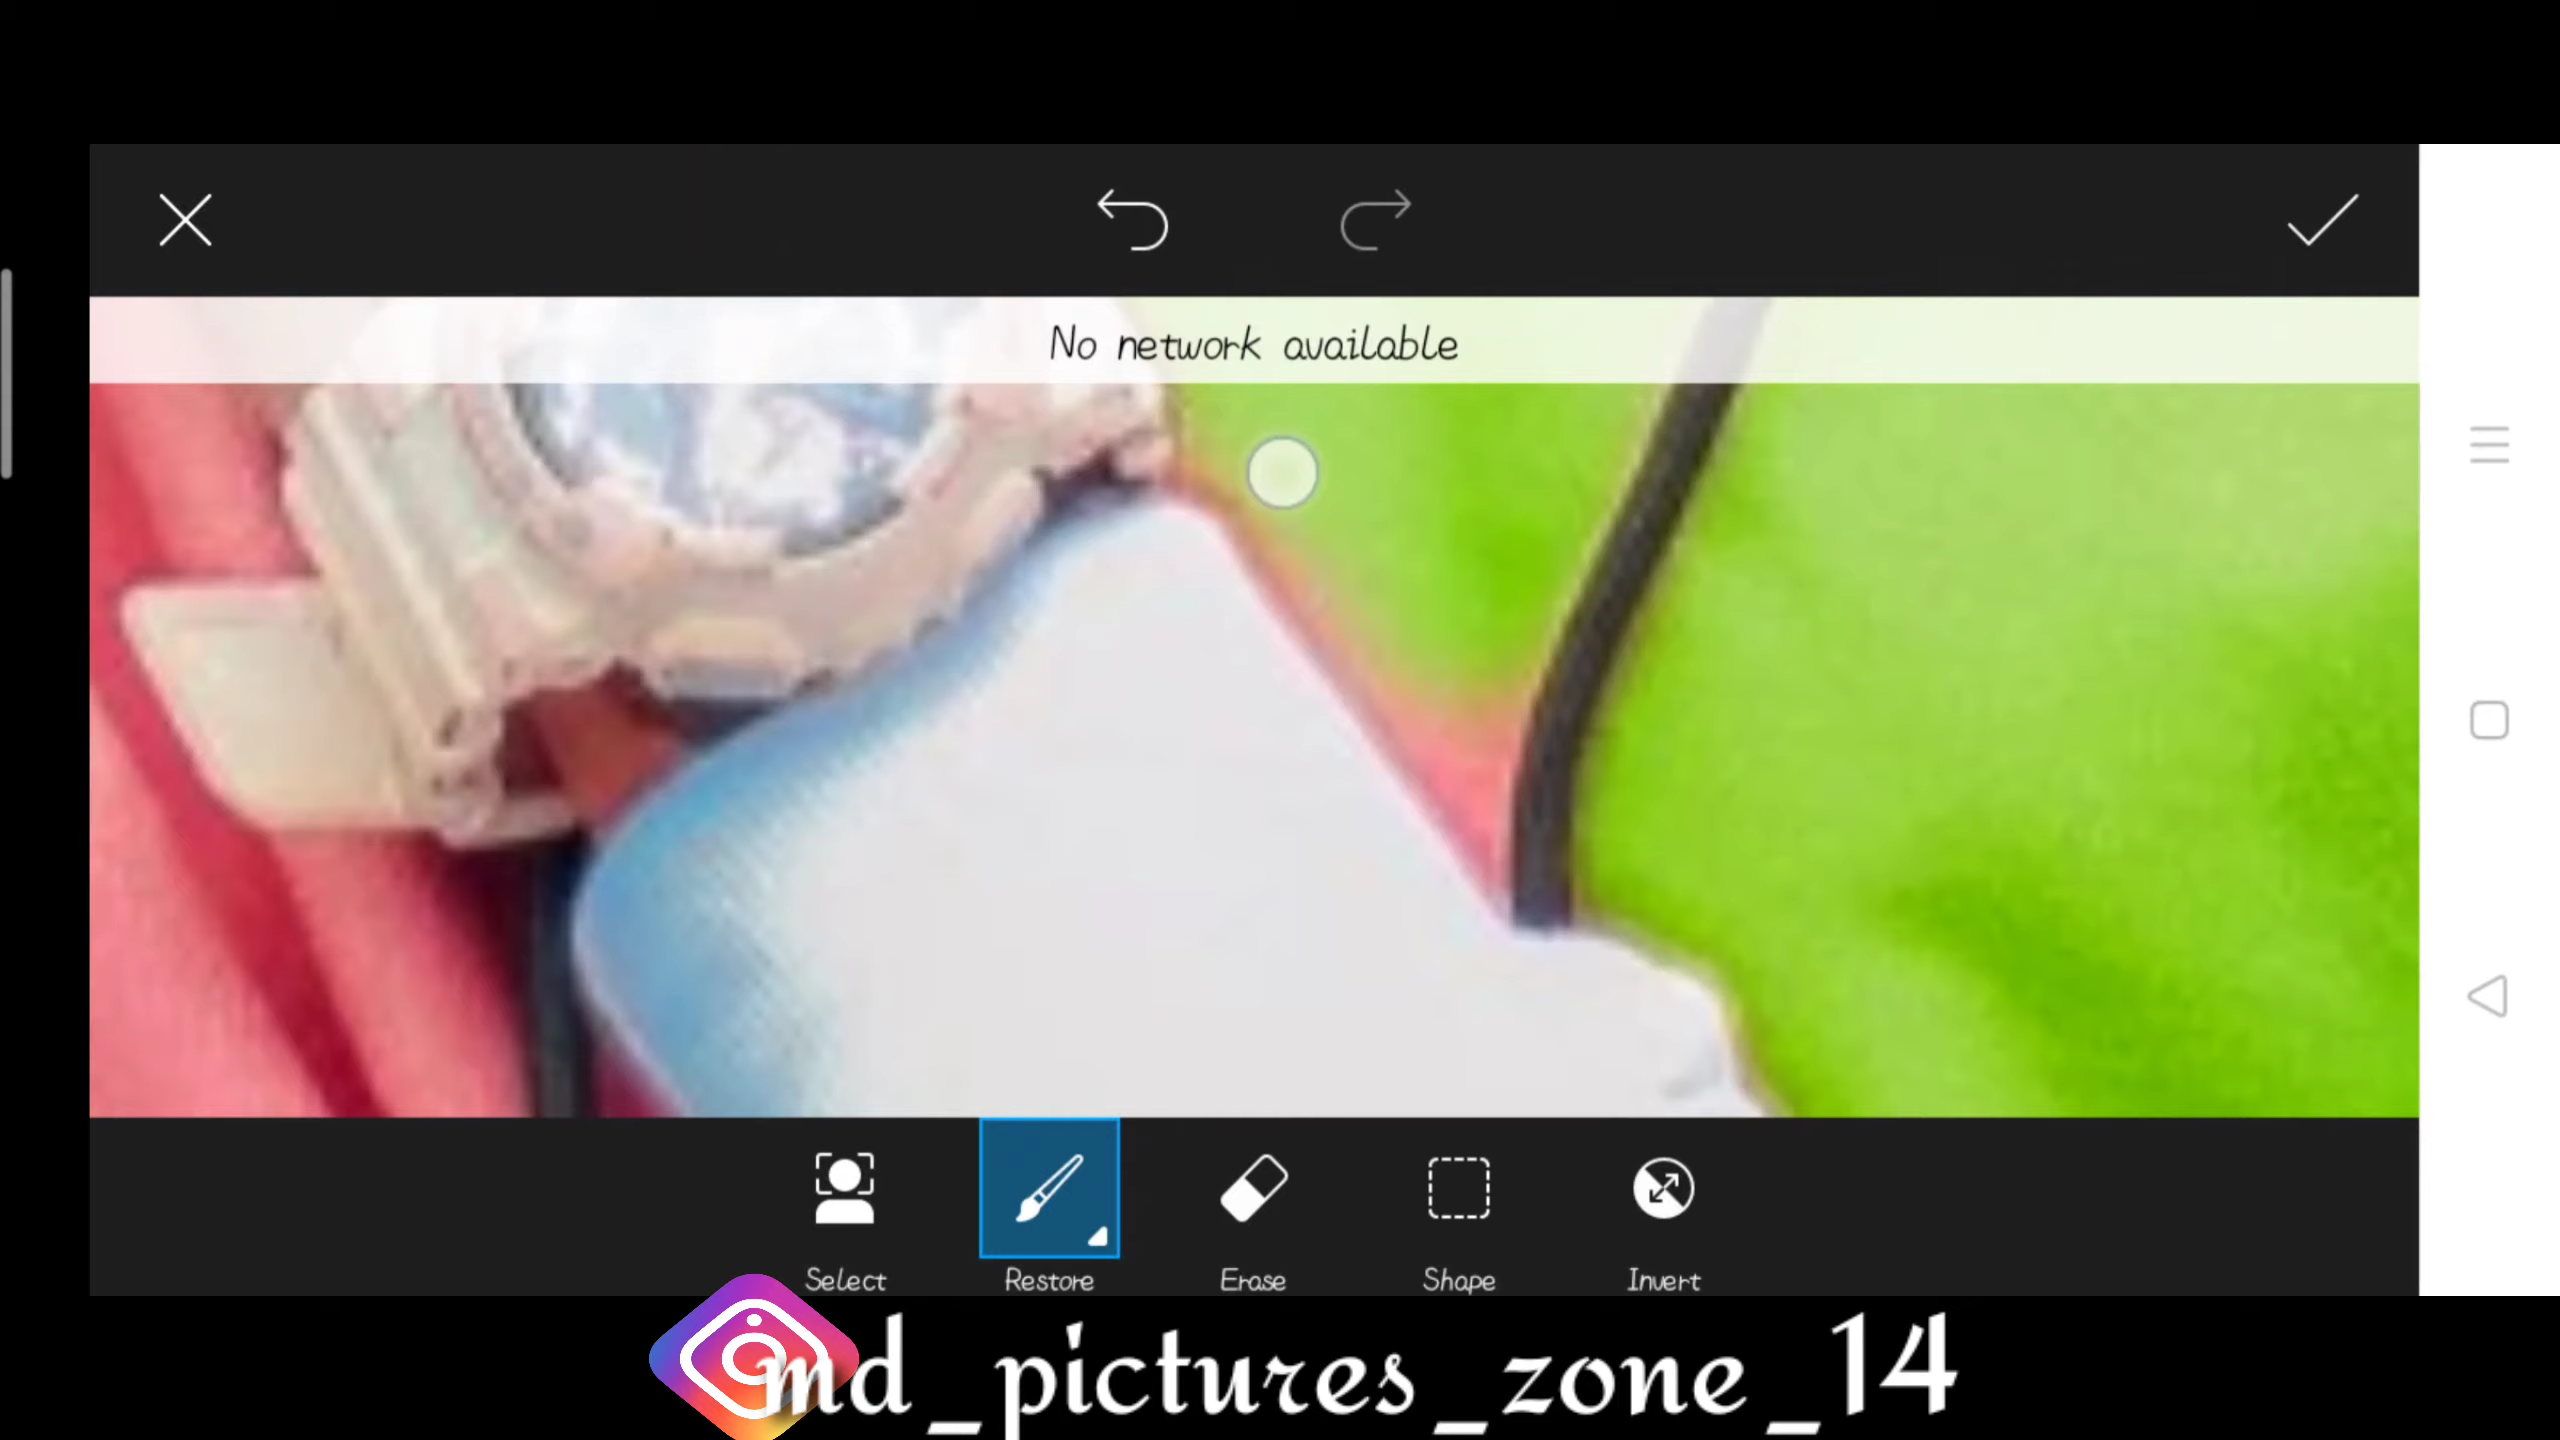 No network available
Select Restore Erase Shape Invert
md_pictures_zone_14